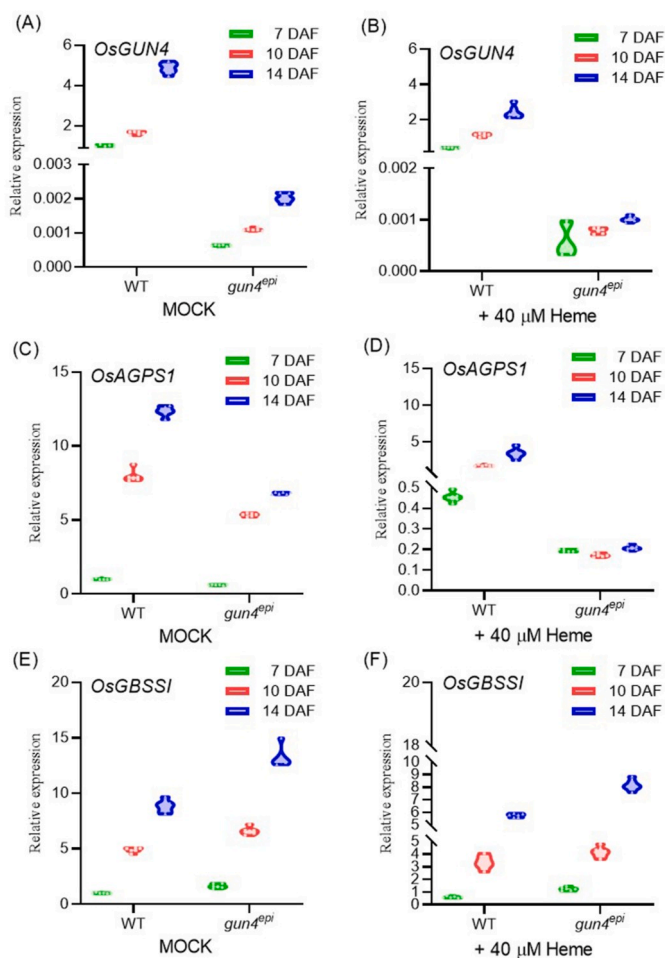 (A)
OsGUN4
7 DAF
10 DAF
14 DAF
Relative expression
6
4
2
0.003
0.002
0.001
0.000
WT
gun4epi
MOCK
(B)
OsGUN4
7 DAF
10 DAF
14 DAF
Relative expression
6
4
2
0.002
0.001
0.000
WT
gun4epi
+ 40 μM Heme
(C)
OsAGPS1
7 DAF
10 DAF
14 DAF
Relative expression
15
10
5
0
WT
gun4epi
MOCK
(D)
OsAGPS1
7 DAF
10 DAF
14 DAF
Relative expression
15
10
5
0.5
0.4
0.3
0.2
0.1
0.0
WT
gun4epi
+ 40 μM Heme
(E)
OsGBSSI
7 DAF
10 DAF
14 DAF
Relative expression
20
15
10
5
0
WT
gun4epi
MOCK
(F)
OsGBSSI
7 DAF
10 DAF
14 DAF
Relative expression
20
18
10
9
8
7
6
5
5
4
3
2
1
0
WT
gun4epi
+ 40 μM Heme